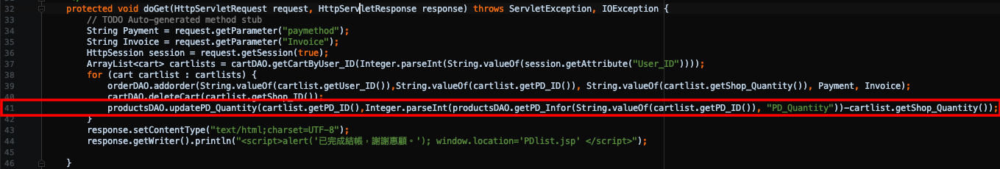 32 protected void doGet(HttpServletRequest request, HttpServletResponse response) throws ServletException, IOException {
33 // TODO Auto-generated method stub
34 String Payment = request.getParameter("paymethod");
35 String Invoice = request.getParameter("Invoice");
36 HttpSession session = request.getSession(true);
37 ArrayList<cart> cartlists = cartDAO.getCartByUser_ID(Integer.parseInt(String.valueOf(session.getAttribute("User_ID"))));
38 for (cart cartlist : cartlists) {
39 orderDAO.addorder(String.valueOf(cartlist.getUser_ID()),String.valueOf(cartlist.getPD_ID()), String.valueOf(cartlist.getShop_Quantity()), Payment, Invoice);
40 cartDAO.deleteCart(cartlist.getShop_ID());
41 productsDAO.updatePD_Quantity(cartlist.getPD_ID(),Integer.parseInt(productsDAO.getPD_Infor(String.valueOf(cartlist.getPD_ID()), "PD_Quantity"))-cartlist.getShop_Quantity());
42 }
43 response.setContentType("text/html;charset=UTF-8");
44 response.getWriter().println("<script>alert('已完成結帳，謝謝惠顧。'); window.location='PDlist.jsp' </script>");
45
46 }